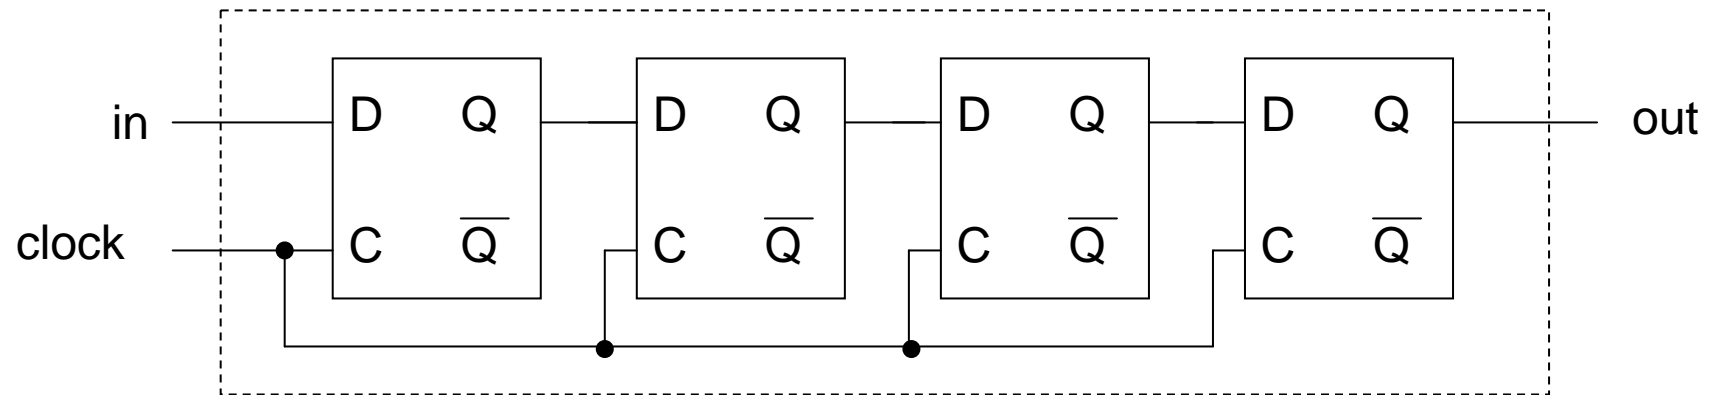 in D Q D Q D Q D Q out
clock C Q̅ C Q̅ C Q̅ C Q̅